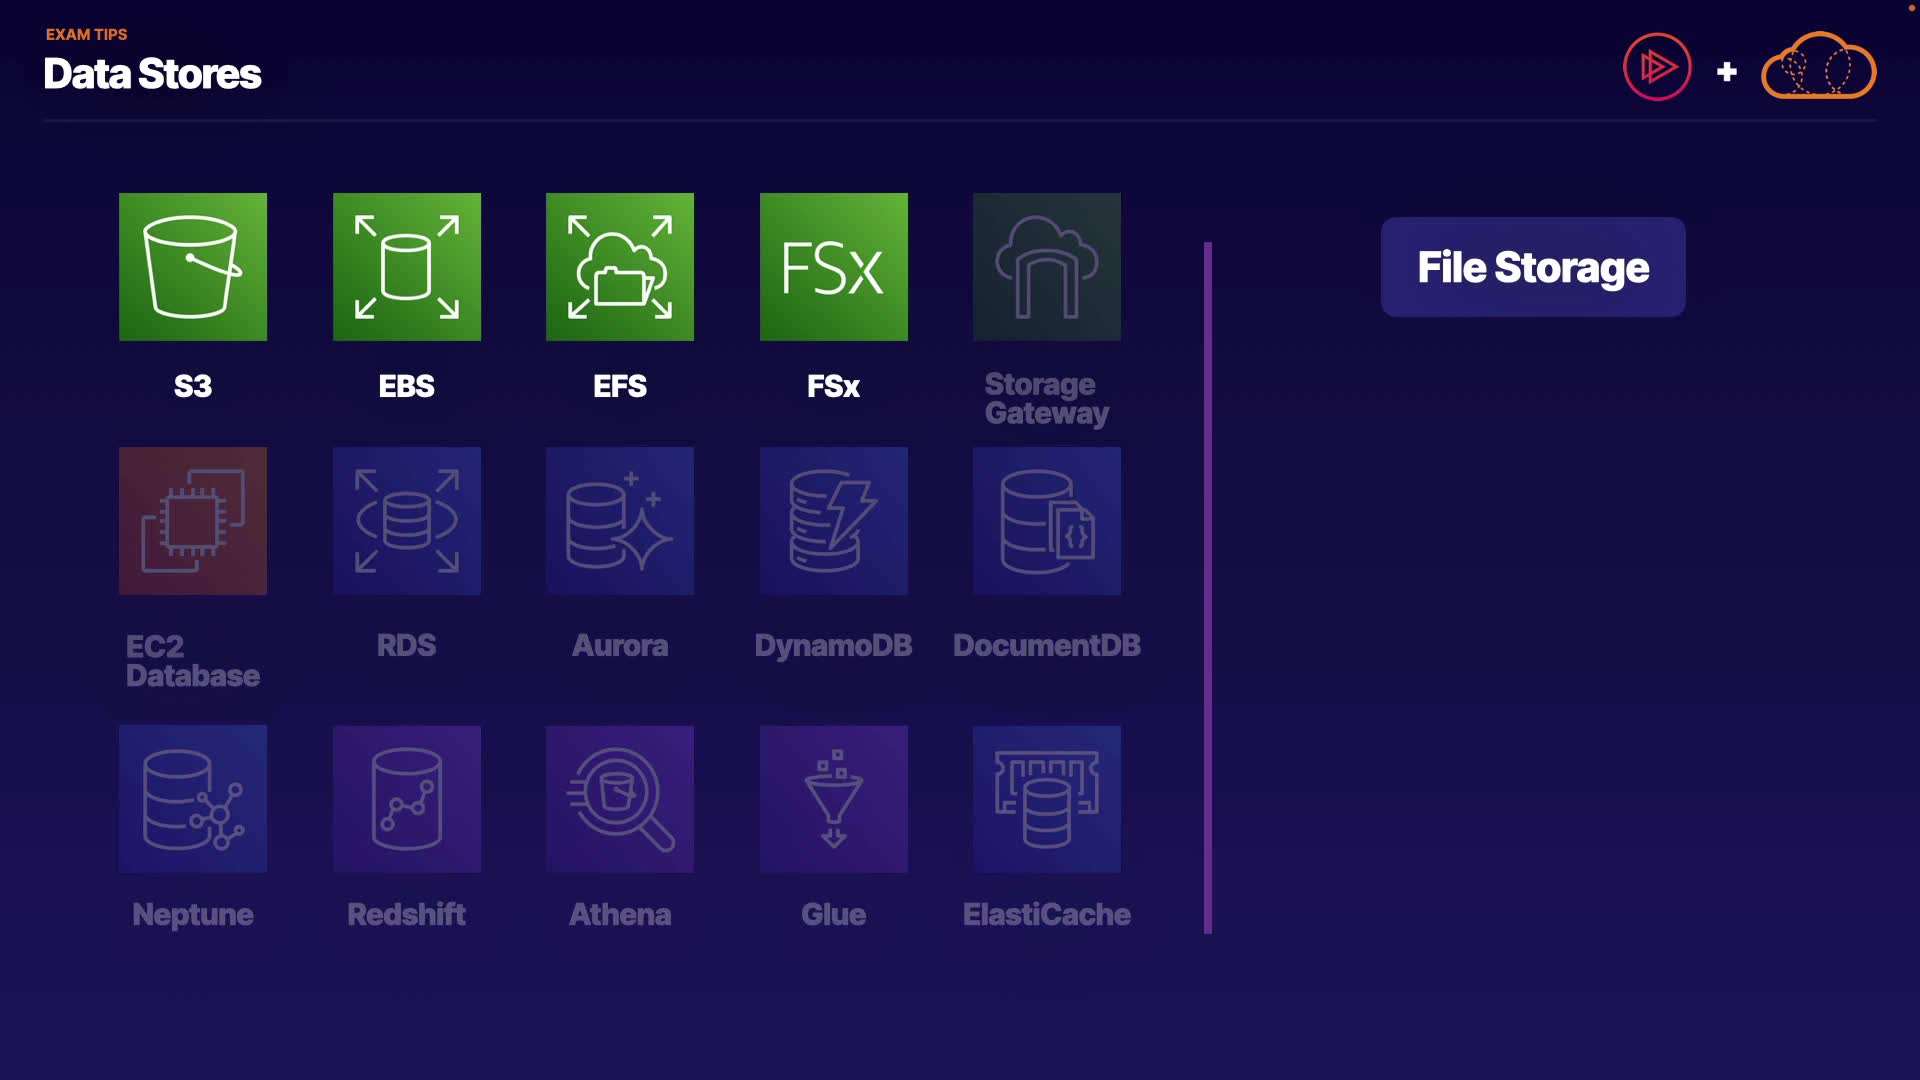 EXAM TIPS
Data Stores
+
FSx
File Storage
S3
EBS
EFS
FSx
Storage
Gateway
EC2
Database
RDS
Aurora
DynamoDB
DocumentDB
Neptune
Redshift
Athena
Glue
ElastiCache